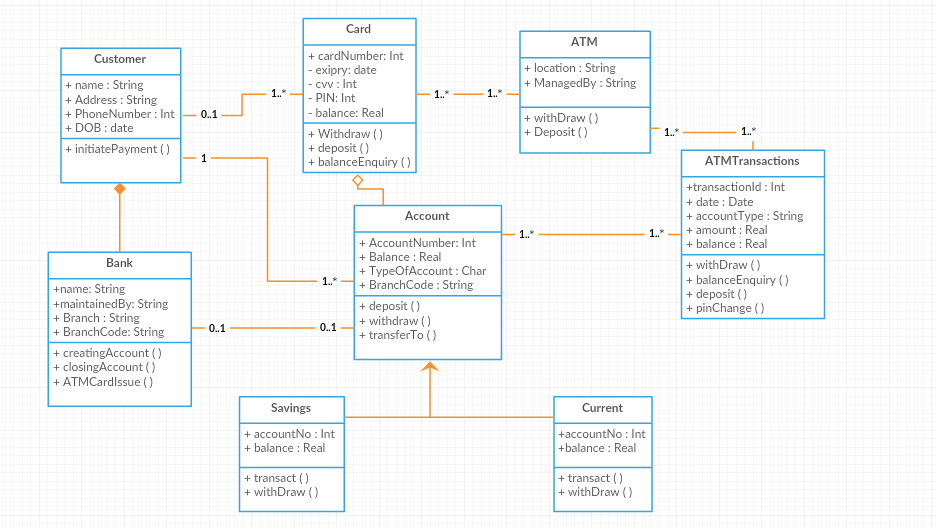 Customer
+ name : String
+ Address : String
+ PhoneNumber : Int
+ DOB : date
+ initiatePayment ( )
Card
+ cardNumber: Int
- exipry: date
- cvv : Int
- PIN: Int
- balance: Real
+ Withdraw ( )
+ deposit ( )
+ balanceEnquiry ( )
ATM
+ location : String
+ ManagedBy : String
+ withDraw ( )
+ Deposit ( )
0..1
1..*
1..*
1..*
1..*
1..*
ATMTransactions
+transactionId : Int
+ date : Date
+ accountType : String
+ amount : Real
+ balance : Real
+ withDraw ( )
+ balanceEnquiry ( )
+ deposit ( )
+ pinChange ( )
1
1..*
Account
+ AccountNumber: Int
+ Balance : Real
+ TypeOfAccount : Char
+ BranchCode : String
+ deposit ( )
+ withdraw ( )
+ transferTo ( )
1..*
1..*
Bank
+name: String
+maintainedBy: String
+ Branch : String
+ BranchCode: String
+ creatingAccount ( )
+ closingAccount ( )
+ ATMCardIssue ( )
0..1
0..1
Savings
+ accountNo : Int
+ balance : Real
+ transact ( )
+ withDraw ( )
Current
+accountNo : Int
+balance : Real
+ transact ( )
+ withDraw ( )